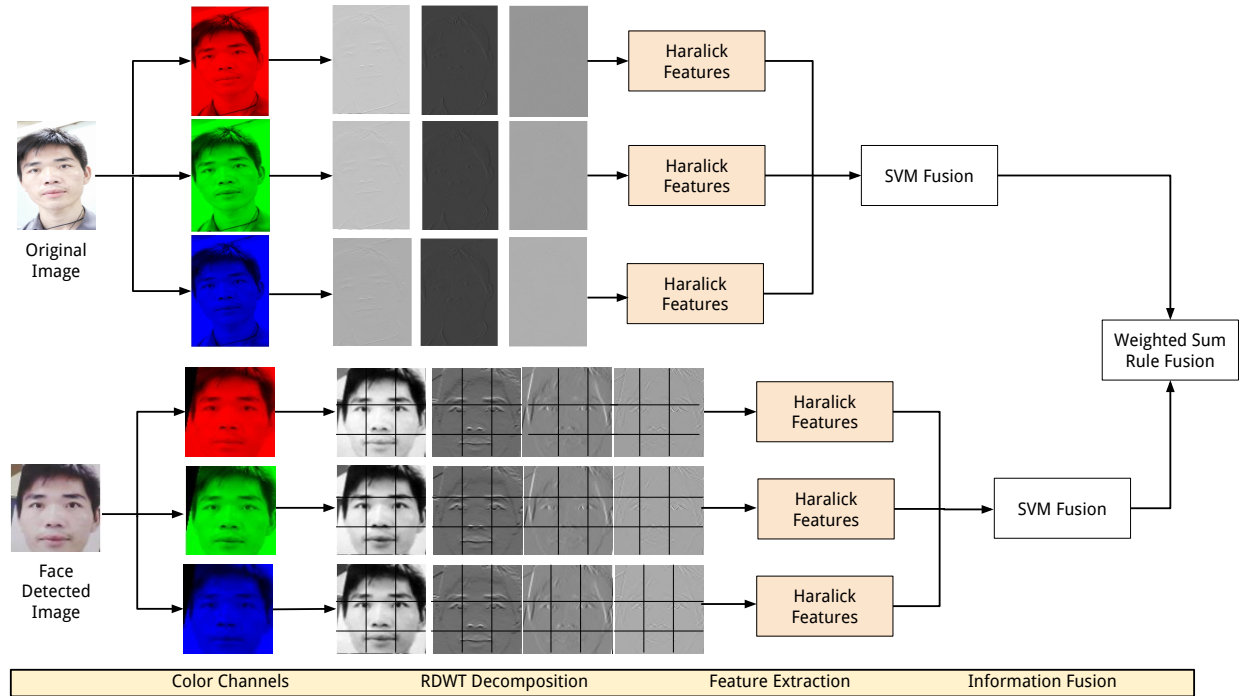 Haralick
Features
Haralick
Features
SVM Fusion
Original
Image
Haralick
Features
Weighted Sum
Rule Fusion
Haralick
Features
Haralick
Features
SVM Fusion
Face
Detected
Image
Haralick
Features
Color Channels
RDWT Decomposition
Feature Extraction
Information Fusion